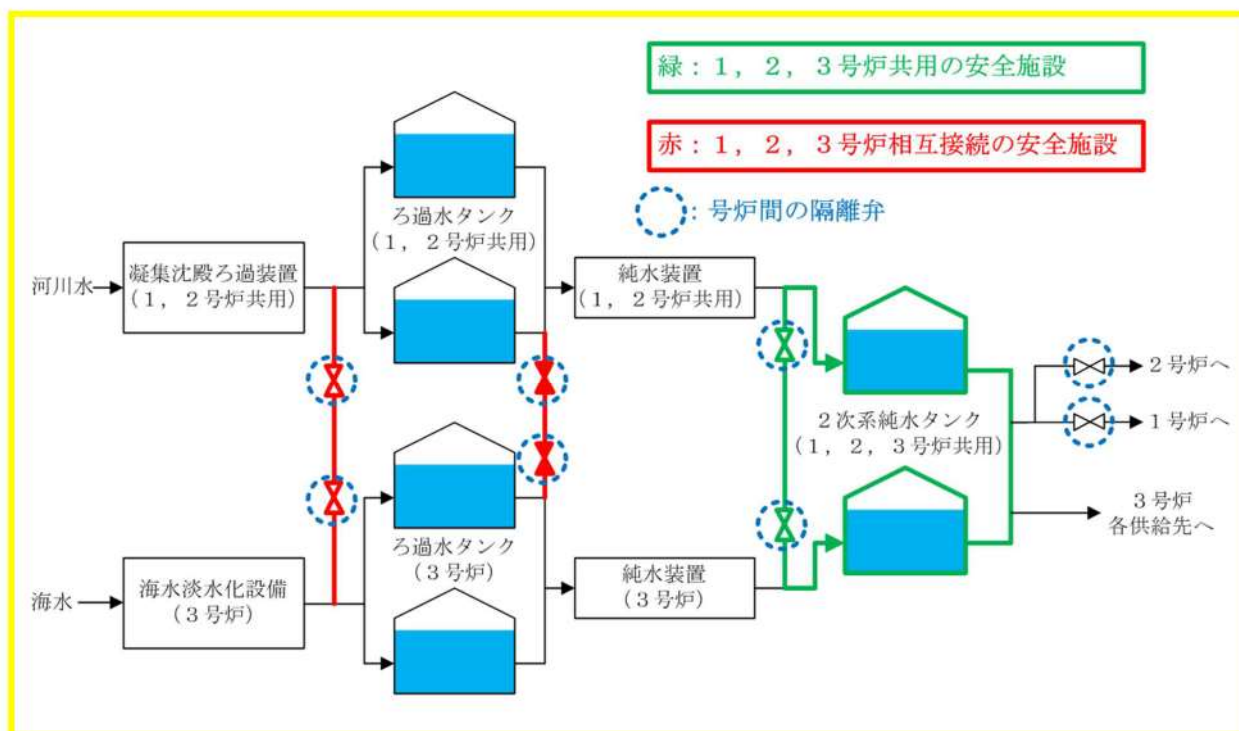 緑：１，２，３号炉共用の安全施設
赤：１，２，３号炉相互接続の安全施設
：号炉間の隔離弁
ろ過水タンク
（１，２号炉共用）
河川水
凝集沈殿ろ過装置
（１，２号炉共用）
純水装置
（１，２号炉共用）
２号炉へ
２次系純水タンク
（１，２，３号炉共用）
１号炉へ
３号炉
各供給先へ
ろ過水タンク
（３号炉）
海水
海水淡水化設備
（３号炉）
純水装置
（３号炉）